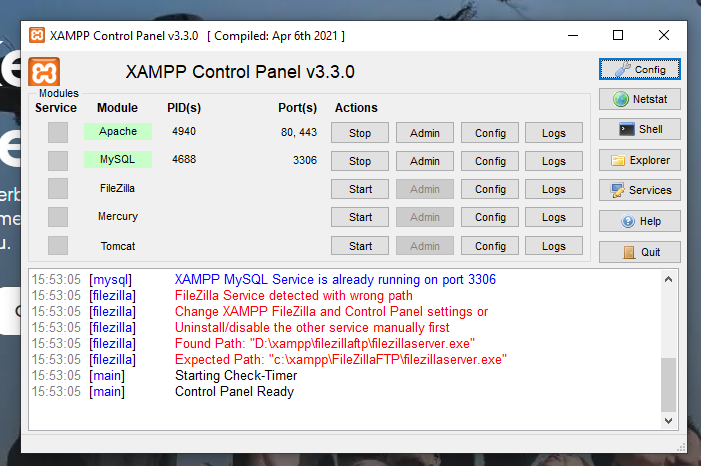 XAMPP Control Panel v3.3.0 [ Compiled: Apr 6th 2021 ]
XAMPP Control Panel v3.3.0
Config
Modules
Service Module PID(s) Port(s) Actions
Netstat
Apache 4940 80, 443 Stop Admin Config Logs
Shell
MySQL 4688 3306 Stop Admin Config Logs
Explorer
FileZilla Start Admin Config Logs
Services
Mercury Start Admin Config Logs
Help
Tomcat Start Admin Config Logs
Quit
15:53:05 [mysql] XAMPP MySQL Service is already running on port 3306
15:53:05 [filezilla] FileZilla Service detected with wrong path
15:53:05 [filezilla] Change XAMPP FileZilla and Control Panel settings or
15:53:05 [filezilla] Uninstall/disable the other service manually first
15:53:05 [filezilla] Found Path: "D:\xampp\filezillaftp\filezillaserver.exe"
15:53:05 [filezilla] Expected Path: "c:\xampp\FileZillaFTP\filezillaserver.exe"
15:53:05 [main] Starting Check-Timer
15:53:05 [main] Control Panel Ready